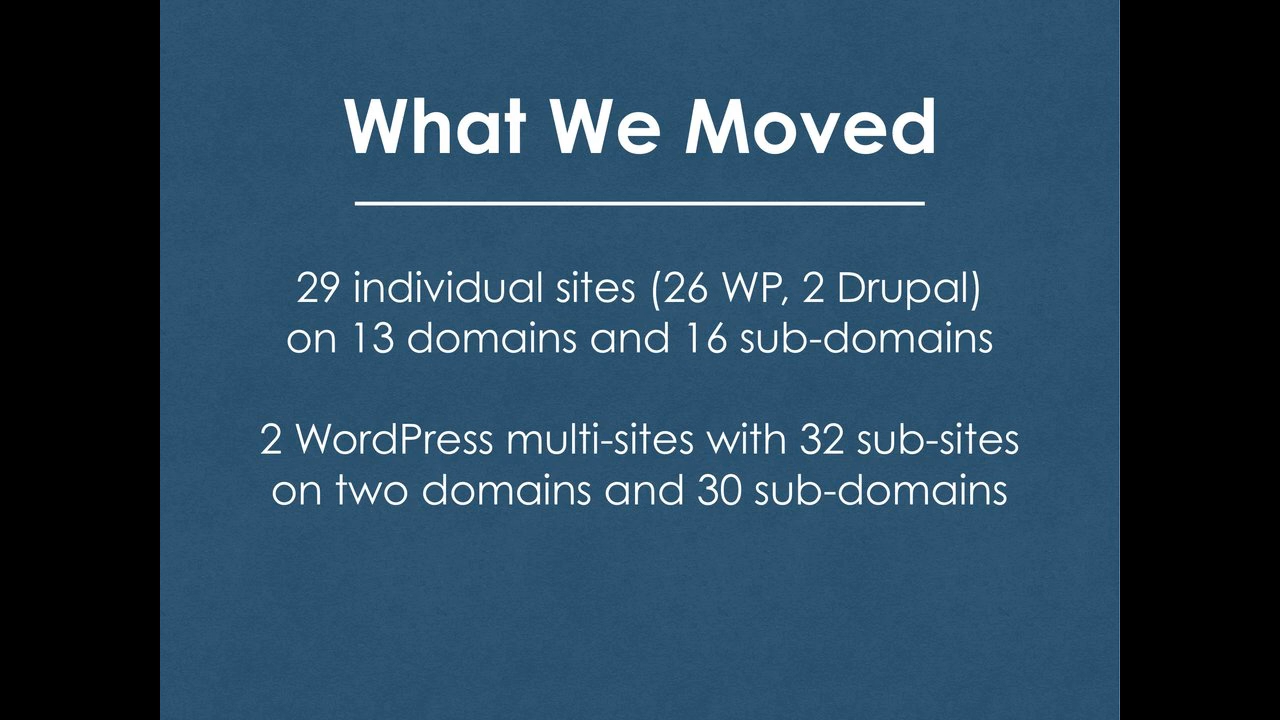 What We Moved
29 individual sites (26 WP, 2 Drupal)
on 13 domains and 16 sub-domains
2 WordPress multi-sites with 32 sub-sites
on two domains and 30 sub-domains